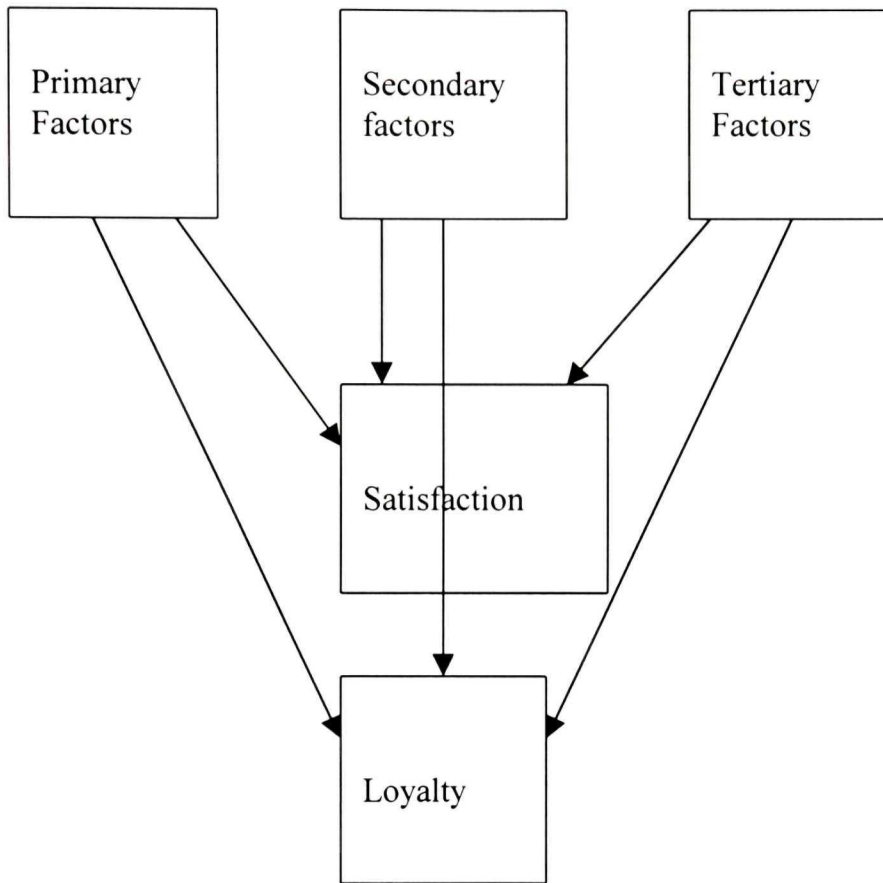 Primary
Factors
Secondary
factors
Tertiary
Factors
Satisfaction
Loyalty